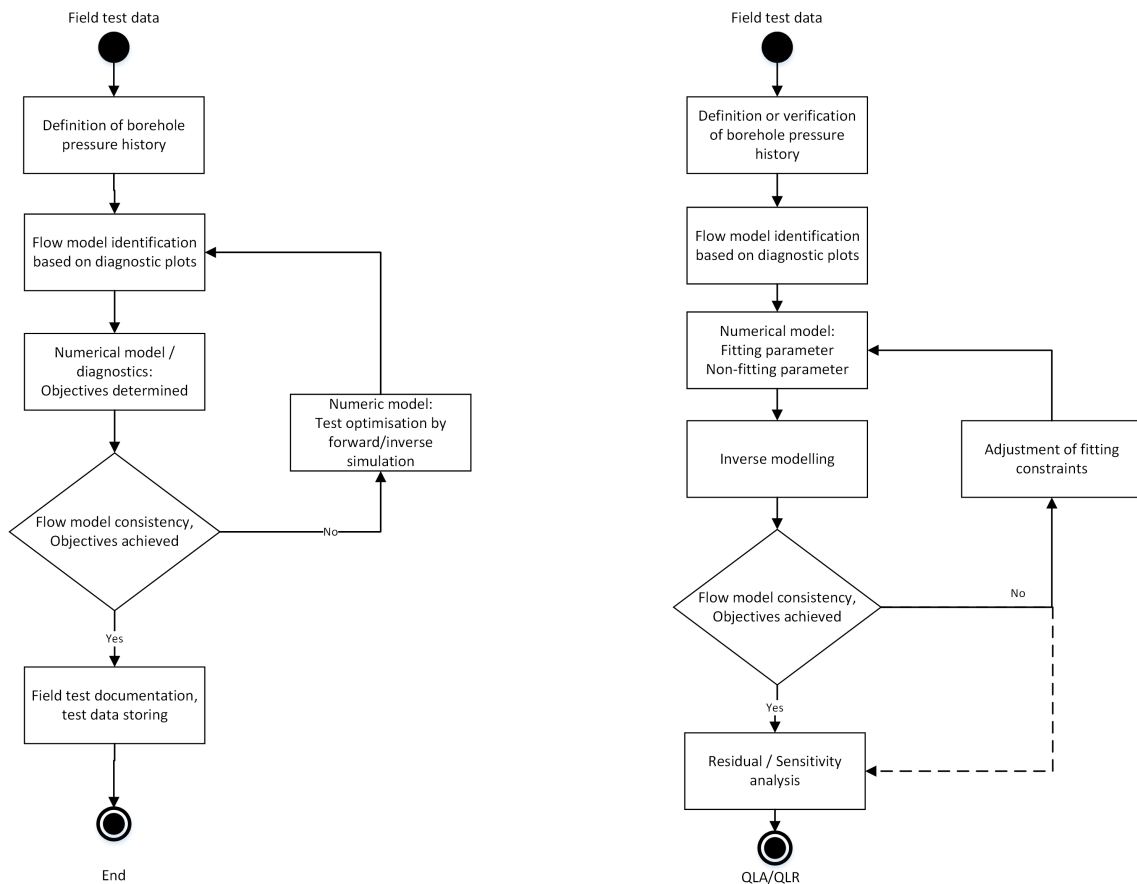 Field test data
Definition of borehole
pressure history
Flow model identification
based on diagnostic plots
Numerical model /
diagnostics:
Objectives determined
Numeric model:
Test optimisation by
forward/inverse
simulation
Flow model consistency,
Objectives achieved
No
Yes
Field test documentation,
test data storing
End
Field test data
Definition or verification
of borehole pressure
history
Flow model identification
based on diagnostic plots
Numerical model:
Fitting parameter
Non-fitting parameter
Inverse modelling
Adjustment of fitting
constraints
Flow model consistency,
Objectives achieved
No
Yes
Residual / Sensitivity
analysis
QLA/QLR